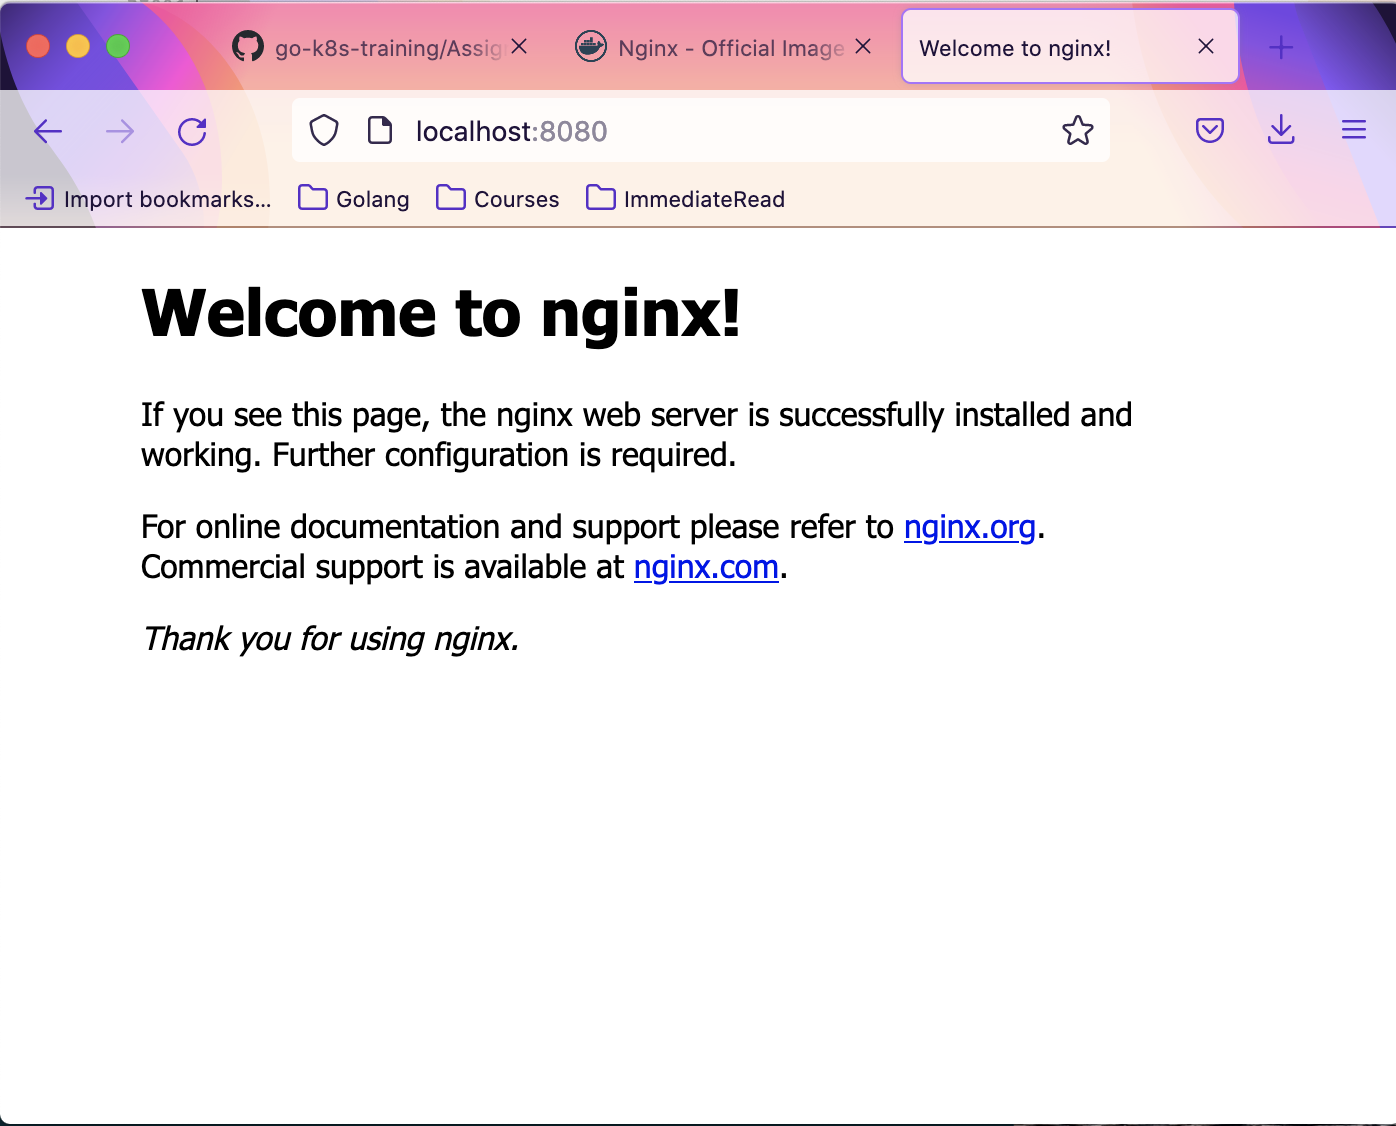 go-k8s-training/Assig
Nginx - Official Image
Welcome to nginx!
localhost:8080
Import bookmarks...
Golang
Courses
ImmediateRead
Welcome to nginx!
If you see this page, the nginx web server is successfully installed and
working. Further configuration is required.
For online documentation and support please refer to nginx.org.
Commercial support is available at nginx.com.
Thank you for using nginx.